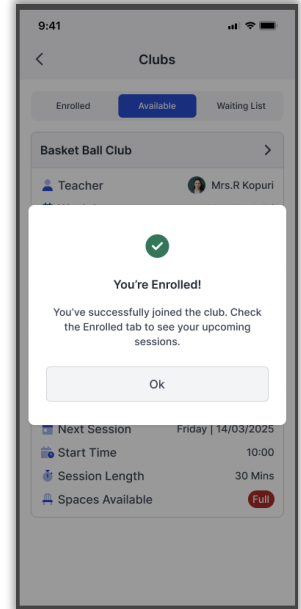 9:41
Clubs
Enrolled Available Waiting List
Basket Ball Club
Teacher Mrs.R Kopuri
You're Enrolled!
You've successfully joined the club. Check
the Enrolled tab to see your upcoming
sessions.
Ok
Next Session Friday | 14/03/2025
Start Time 10:00
Session Length 30 Mins
Spaces Available Full